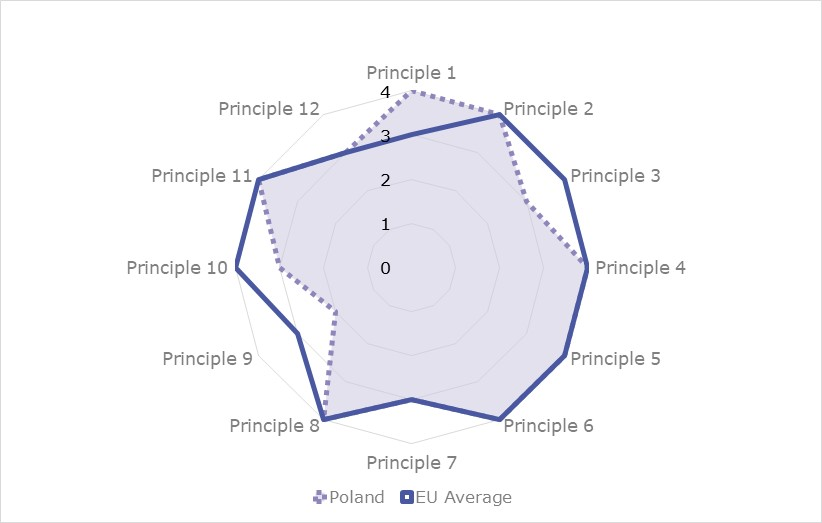 Principle 1
Principle 12
4
Principle 2
3
Principle 11
2
Principle 3
1
Principle 10
0
Principle 4
Principle 9
Principle 5
Principle 8
Principle 6
Principle 7
Poland
EU Average